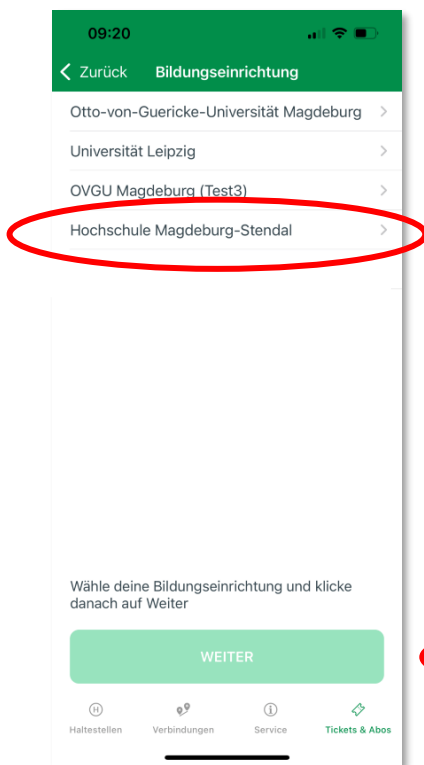 09:20
Zurück Bildungseinrichtung
Otto-von-Guericke-Universität Magdeburg
Universität Leipzig
OVGU Magdeburg (Test3)
Hochschule Magdeburg-Stendal
Wähle deine Bildungseinrichtung und klicke
danach auf Weiter
WEITER
H i
Haltestellen Verbindungen Service Tickets & Abos